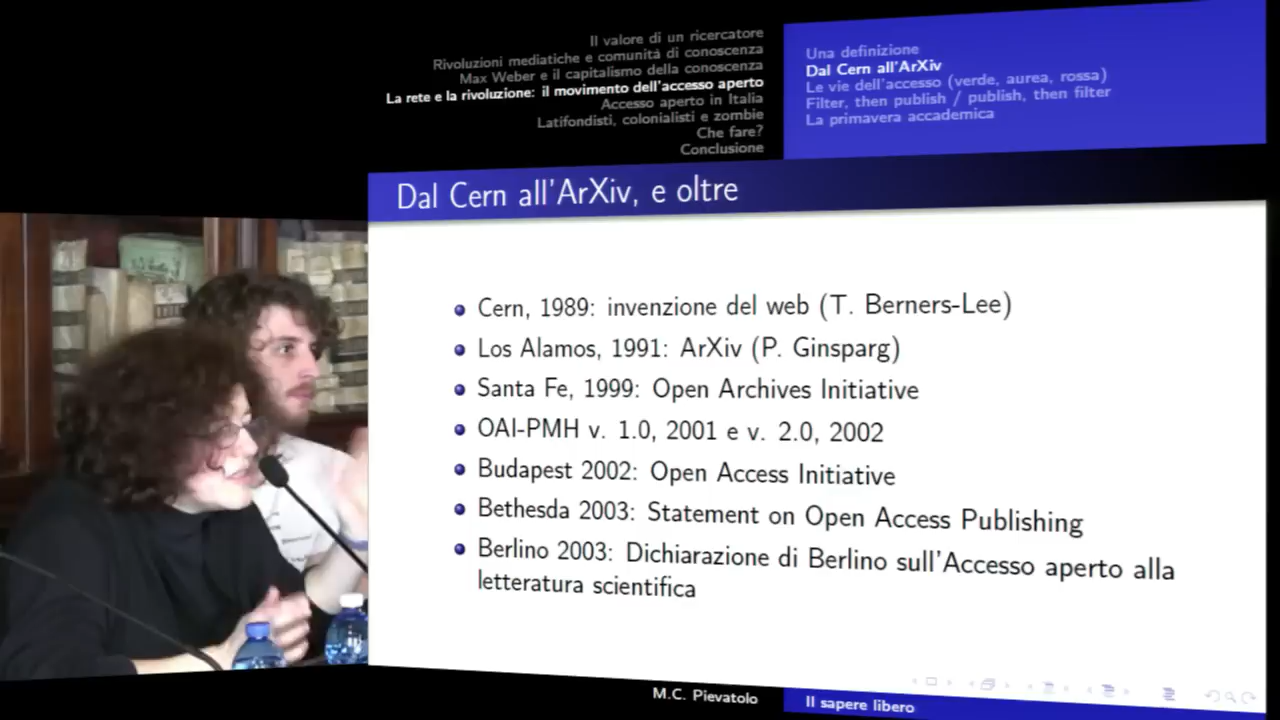 Il valore di un ricercatore
Rivoluzioni mediatiche e comunità di conoscenza
Max Weber e il capitalismo della conoscenza
La rete e la rivoluzione: il movimento dell'accesso aperto
Accesso aperto in Italia
Latifondisti, colonialisti e zombie
Che fare?
Conclusione
Una definizione
Dal Cern all'ArXiv
Le vie dell'accesso (verde, aurea, rossa)
Filter, then publish / publish, then filter
La primavera accademica
Dal Cern all'ArXiv, e oltre
Cern, 1989: invenzione del web (T. Berners-Lee)
Los Alamos, 1991: ArXiv (P. Ginsparg)
Santa Fe, 1999: Open Archives Initiative
OAI-PMH v. 1.0, 2001 e v. 2.0, 2002
Budapest 2002: Open Access Initiative
Bethesda 2003: Statement on Open Access Publishing
Berlino 2003: Dichiarazione di Berlino sull'Accesso aperto alla
letteratura scientifica
M.C. Pievatolo
Il sapere libero